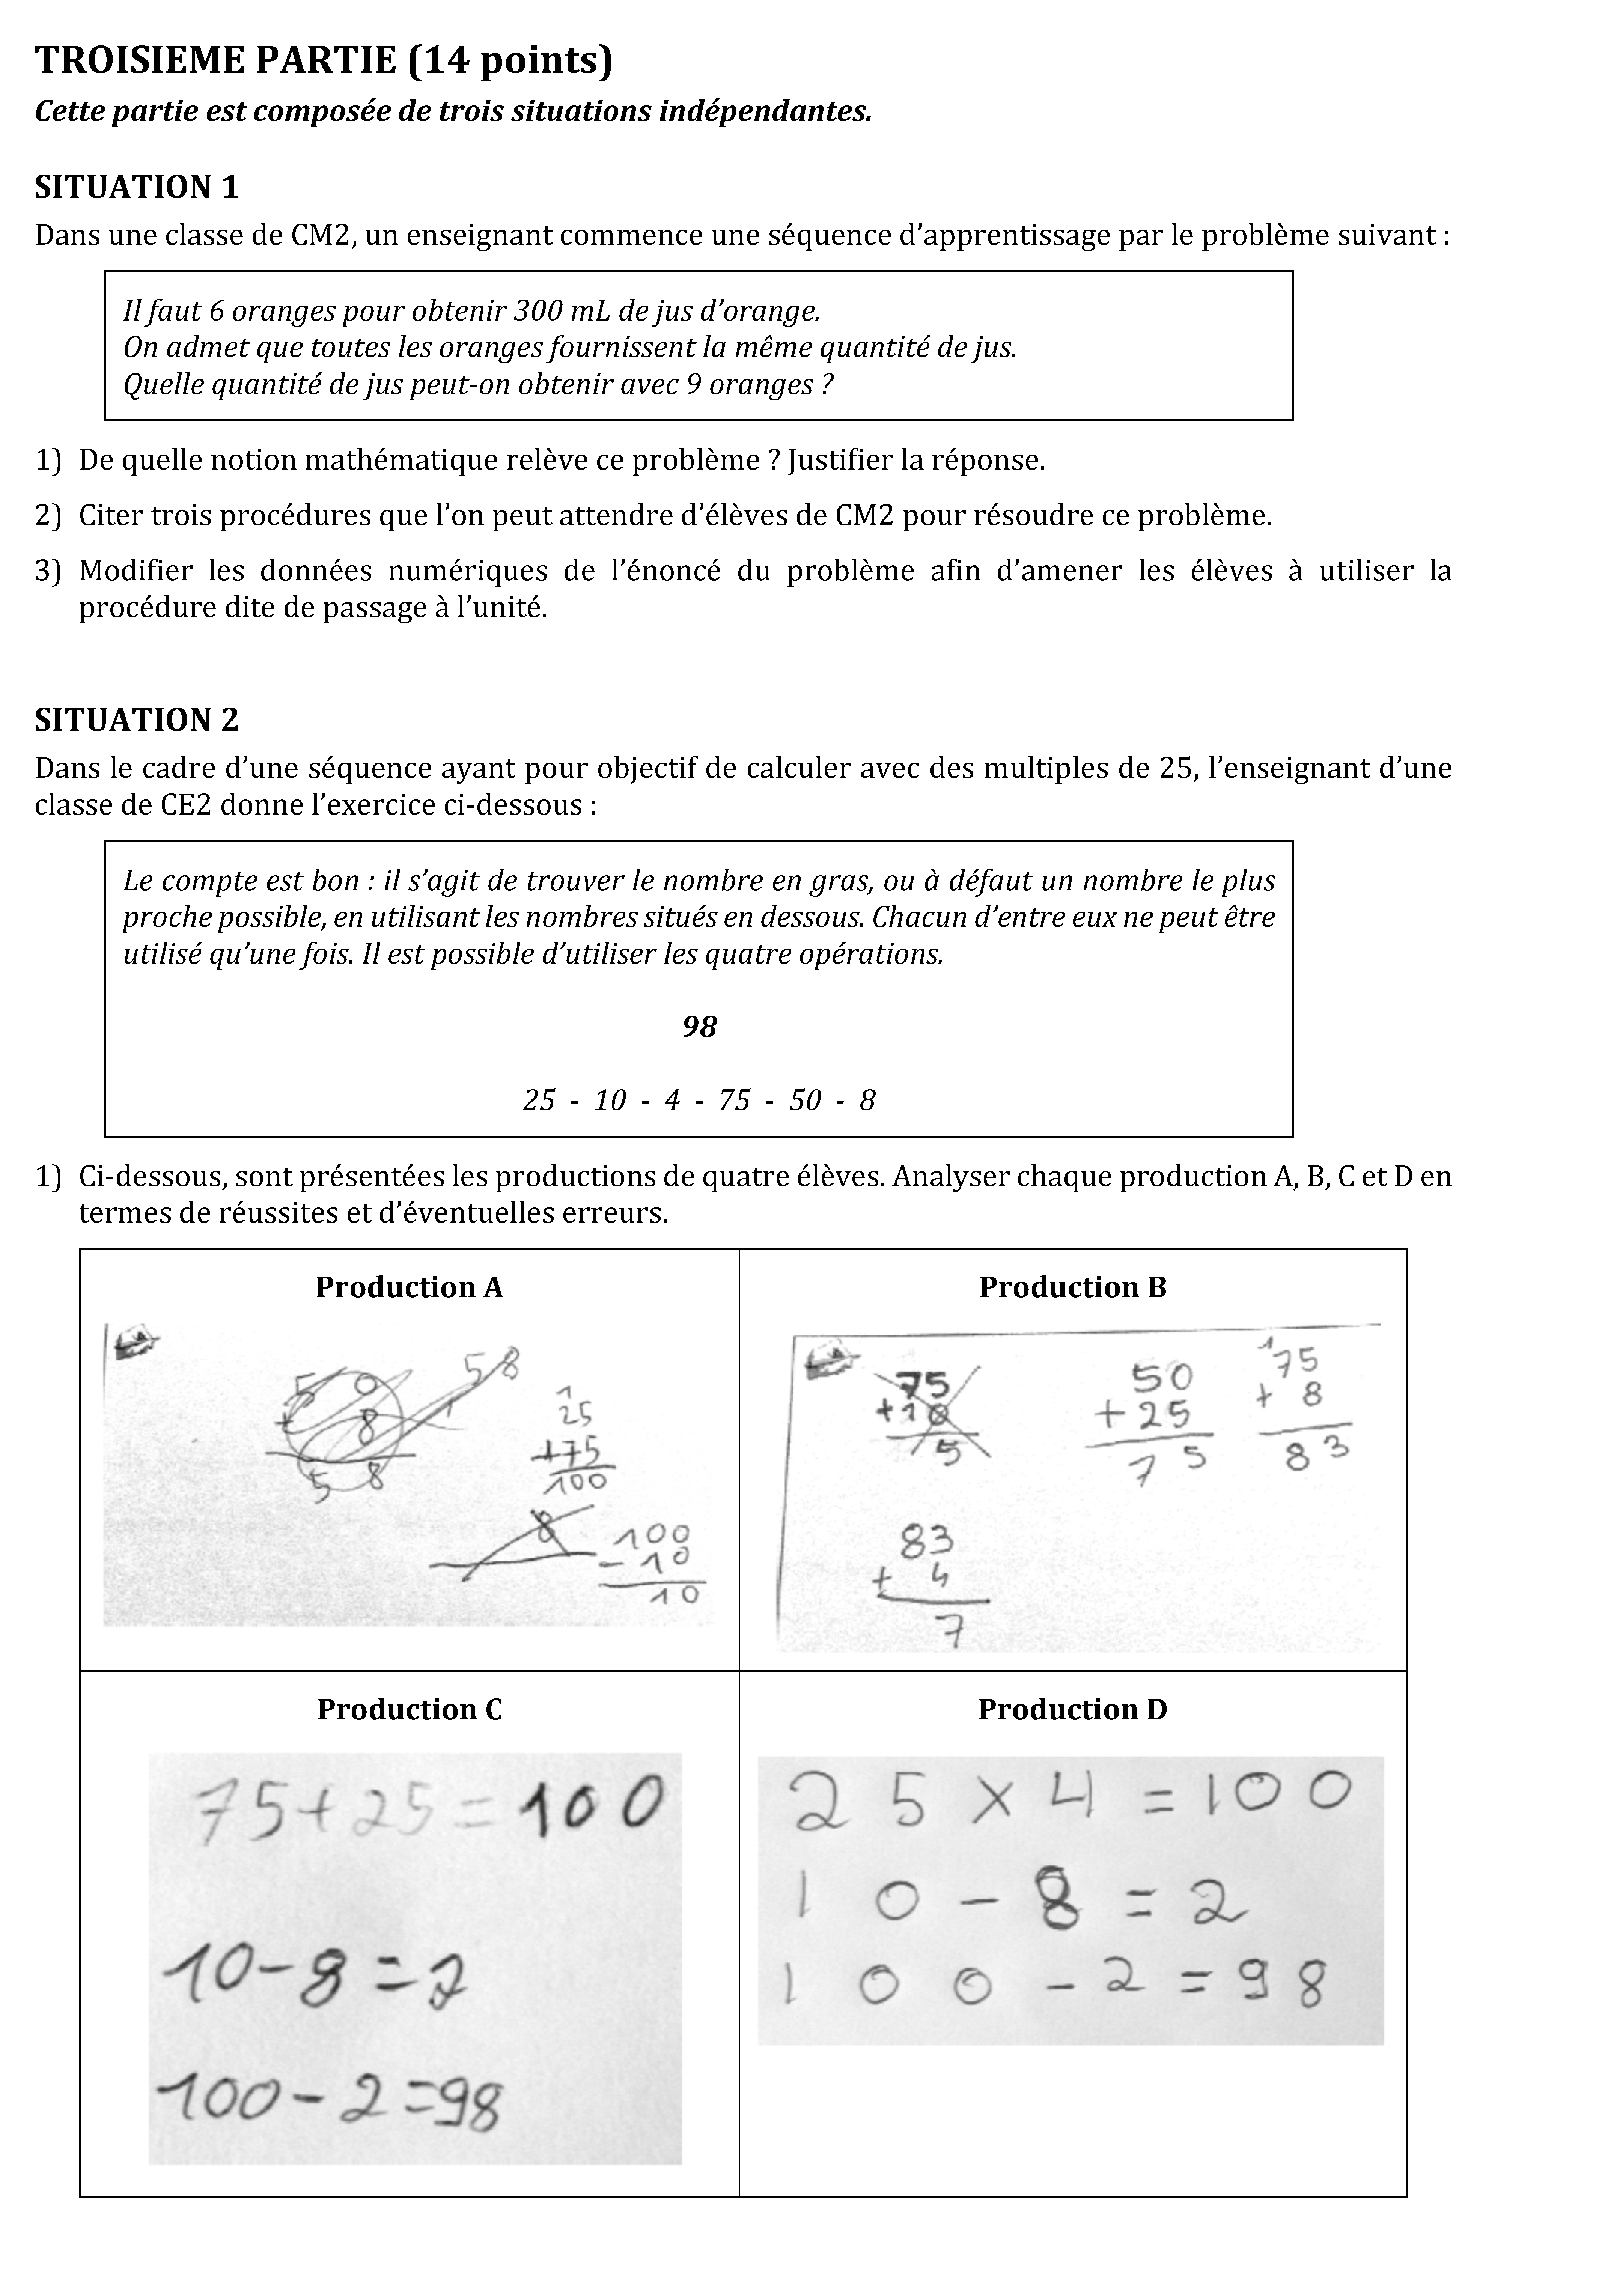 TROISIEME PARTIE (14 points)
Cette partie est composée de trois situations indépendantes.
SITUATION 1
Dans une classe de CM2, un enseignant commence une séquence d’apprentissage par le problème suivant :
Il faut 6 oranges pour obtenir 300 mL de jus d’orange.
On admet que toutes les oranges fournissent la même quantité de jus.
Quelle quantité de jus peut-on obtenir avec 9 oranges ?
1) De quelle notion mathématique relève ce problème ? Justifier la réponse.
2) Citer trois procédures que l’on peut attendre d’élèves de CM2 pour résoudre ce problème.
3) Modifier les données numériques de l’énoncé du problème afin d’amener les élèves à utiliser la
procédure dite de passage à l’unité.
SITUATION 2
Dans le cadre d’une séquence ayant pour objectif de calculer avec des multiples de 25, l’enseignant d’une
classe de CE2 donne l’exercice ci-dessous :
Le compte est bon : il s’agit de trouver le nombre en gras, ou à défaut un nombre le plus
proche possible, en utilisant les nombres situés en dessous. Chacun d’entre eux ne peut être
utilisé qu’une fois. Il est possible d’utiliser les quatre opérations.
98
25 - 10 - 4 - 75 - 50 - 8
1) Ci-dessous, sont présentées les productions de quatre élèves. Analyser chaque production A, B, C et D en
termes de réussites et d’éventuelles erreurs.
Production A
50
+ 8
58
58
1
25
+75
100
8
100
- 10
10
Production B
75
+10
5
50
+25
75
1
75
+ 8
83
83
+ 4
7
Production C
75+25=100
10-8=2
100-2=98
Production D
25×4=100
10-8=2
100-2=98